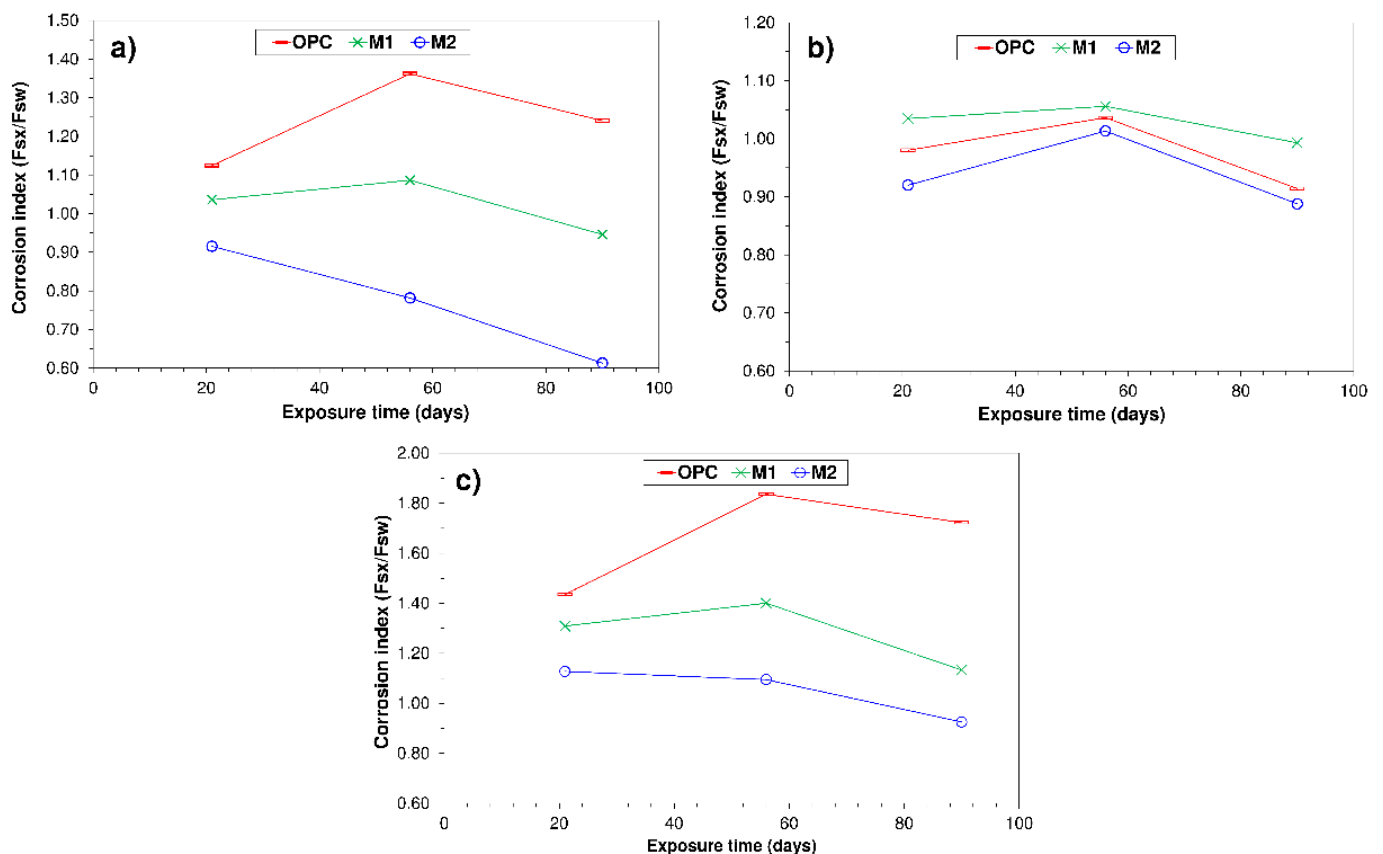 a)
OPC M1 M2
Corrosion index (Fsx/Fsw)
1.50
1.40
1.30
1.20
1.10
1.00
0.90
0.80
0.70
0.60
0 20 40 60 80 100
Exposure time (days)
b)
OPC M1 M2
Corrosion index (Fsx/Fsw)
1.20
1.10
1.00
0.90
0.80
0.70
0.60
0 20 40 60 80 100
Exposure time (days)
c)
OPC M1 M2
Corrosion index (Fsx/Fsw)
2.00
1.80
1.60
1.40
1.20
1.00
0.80
0.60
0 20 40 60 80 100
Exposure time (days)